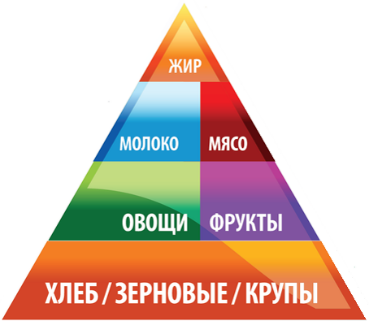 ЖИР
МОЛОКО МЯСО
ОВОЩИ ФРУКТЫ
ХЛЕБ / ЗЕРНОВЫЕ / КРУПЫ